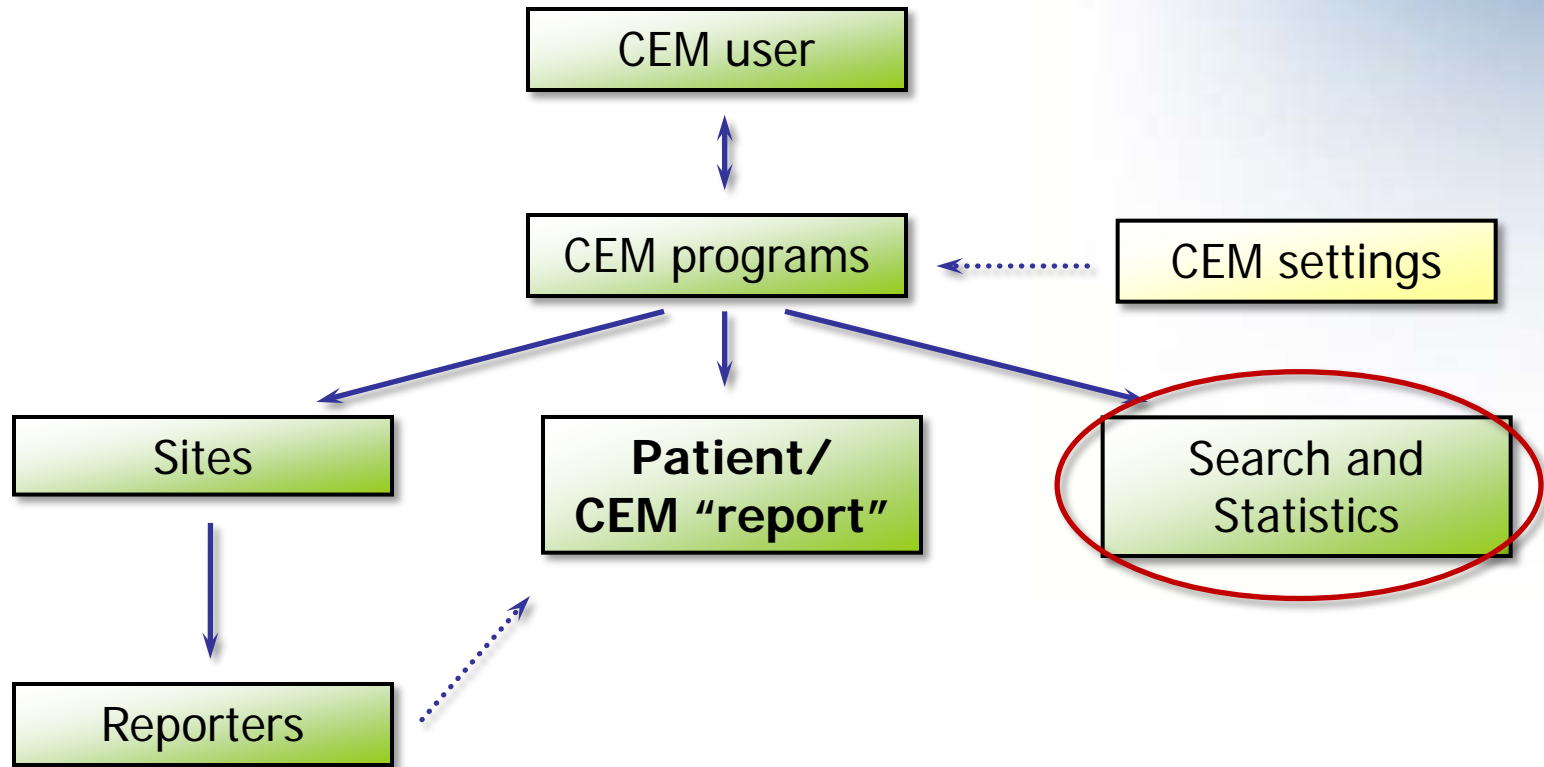 CEM user
CEM programs
CEM settings
Sites
Patient/
CEM “report”
Search and
Statistics
Reporters